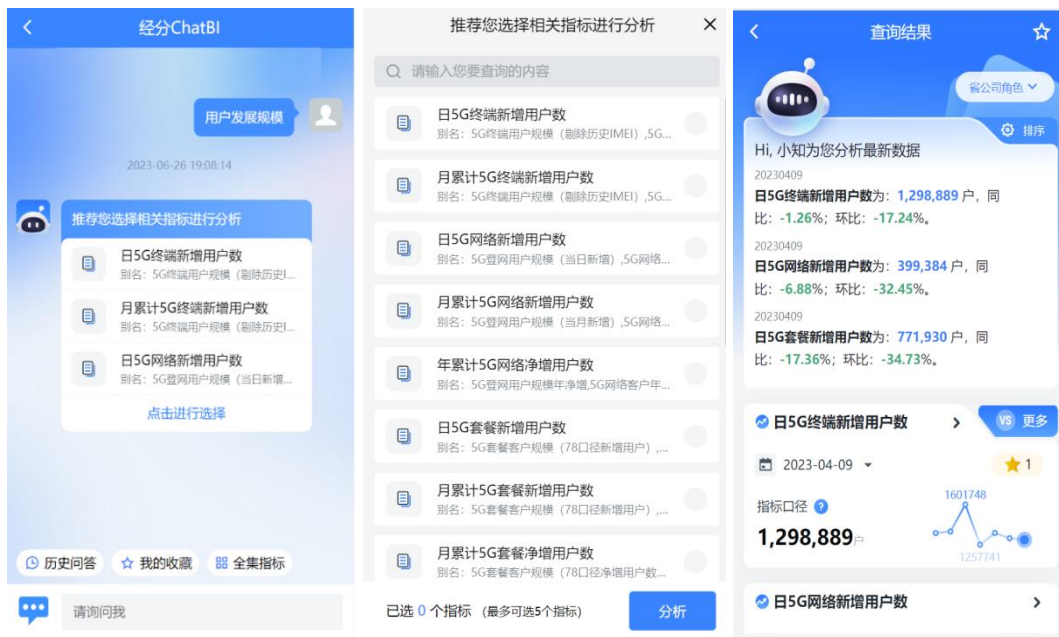 经分ChatBI
用户发展规模
2023-06-26 19:08:14
推荐您选择相关指标进行分析
日5G终端新增用户数
别名：5G终端用户规模（剔除历史I...
月累计5G终端新增用户数
别名：5G终端用户规模（剔除历史I...
日5G网络新增用户数
别名：5G登网用户规模（当日新增...
点击进行选择
历史问答
我的收藏
全集指标
请询问我
推荐您选择相关指标进行分析
请输入您要查询的内容
日5G终端新增用户数
别名：5G终端用户规模（剔除历史IMEI）,5G...
月累计5G终端新增用户数
别名：5G终端用户规模（剔除历史IMEI）,5G...
日5G网络新增用户数
别名：5G登网用户规模（当日新增）,5G网络...
月累计5G网络新增用户数
别名：5G登网用户规模（当月新增）,5G网络...
年累计5G网络净增用户数
别名：5G登网用户规模年净增,5G网络客户年...
日5G套餐新增用户数
别名：5G套餐客户规模（78口径新增用户）,...
月累计5G套餐新增用户数
别名：5G套餐客户规模（78口径新增用户）,...
月累计5G套餐净增用户数
别名：5G套餐客户规模（78口径净增用户数...
已选 0 个指标 （最多可选5个指标）
分析
查询结果
省公司角色
排序
Hi, 小知为您分析最新数据
20230409
日5G终端新增用户数为：1,298,889 户，同
比：-1.26%；环比：-17.24%。
20230409
日5G网络新增用户数为：399,384 户，同
比：-6.88%；环比：-32.45%。
20230409
日5G套餐新增用户数为：771,930 户，同
比：-17.36%；环比：-34.73%。
日5G终端新增用户数
VS 更多
2023-04-09
1
指标口径
1601748
1,298,889户
1257741
日5G网络新增用户数